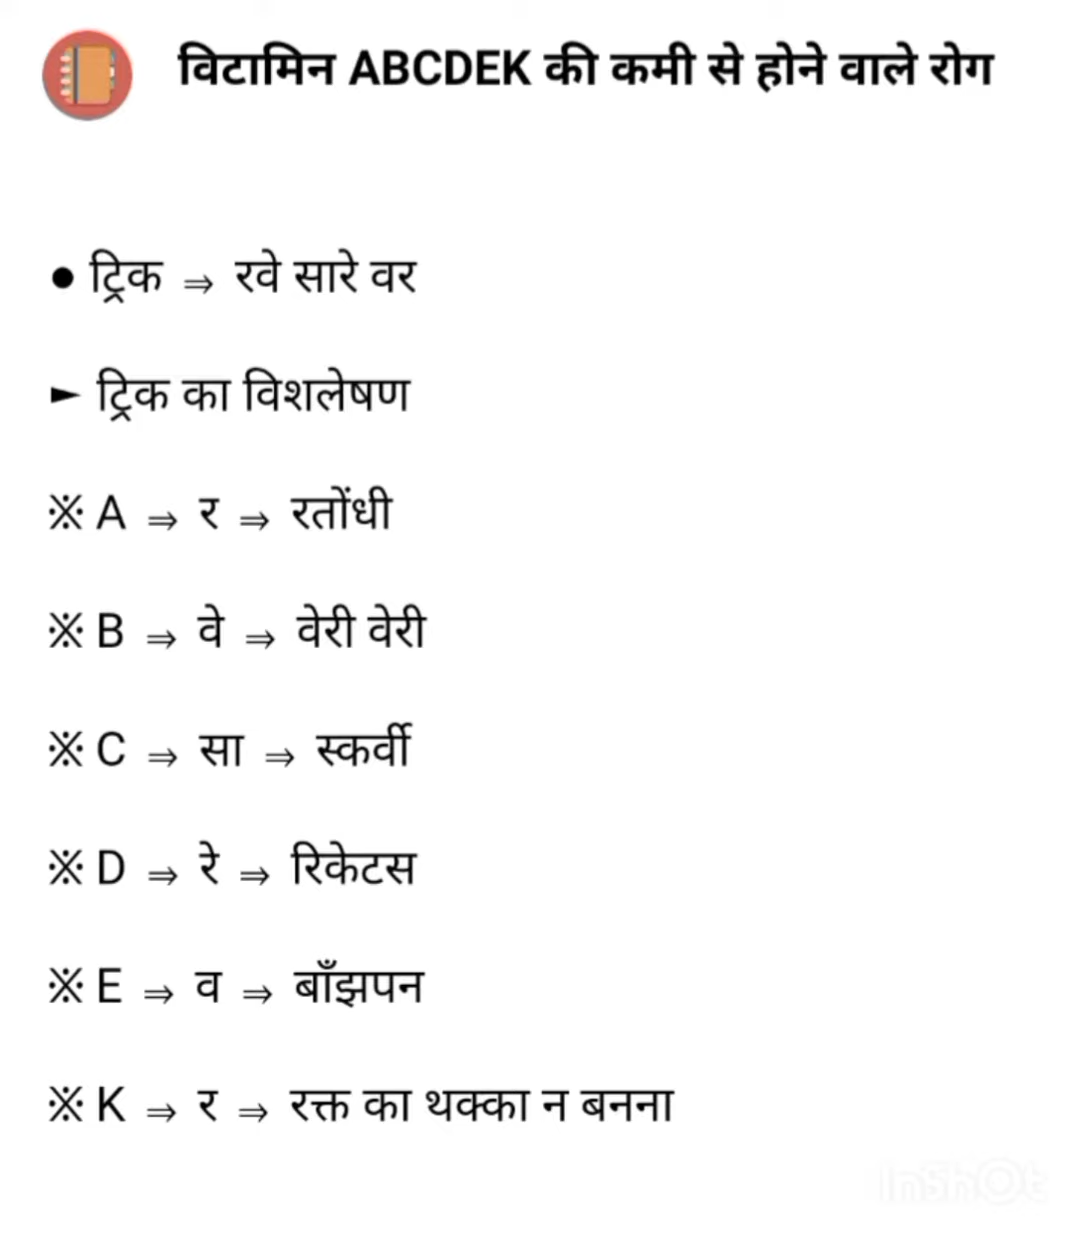 विटामिन ABCDEK की कमी से होने वाले रोग
● ट्रिक ⇒ रवे सारे वर
► ट्रिक का विशलेषण
※ A ⇒ र ⇒ रतोंधी
※ B ⇒ वे ⇒ वेरी वेरी
※ C ⇒ सा ⇒ स्कर्वी
※ D ⇒ रे ⇒ रिकेटस
※ E ⇒ व ⇒ बाँझपन
※ K ⇒ र ⇒ रक्त का थक्का न बनना
InShOt